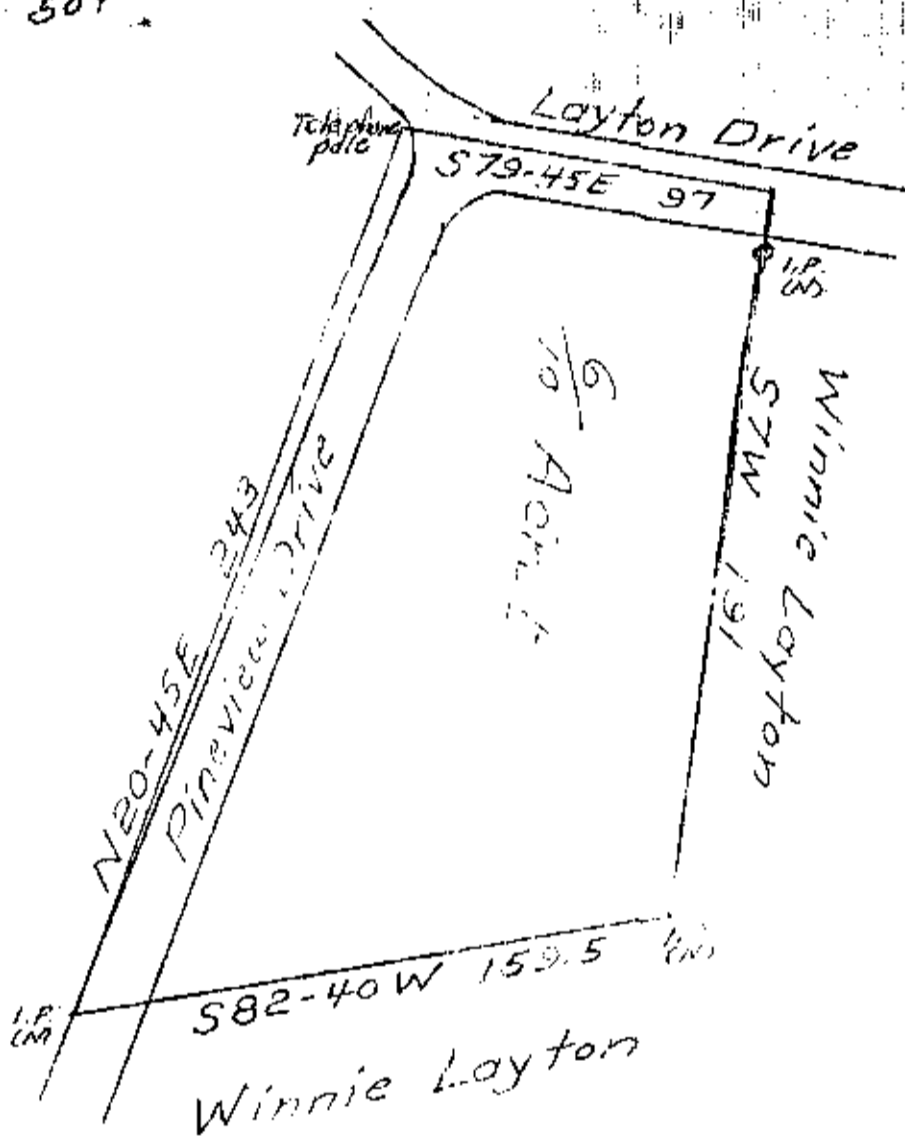 50'
Layton Drive
Telephone
pole
S79-45E 97
I.P.
(N)
6/10 Acres
S7W 191
Winnie Layton
243
N20-45E
Pineview Drive
S82-40W 159.5
(N)
I.P.
(N)
Winnie Layton